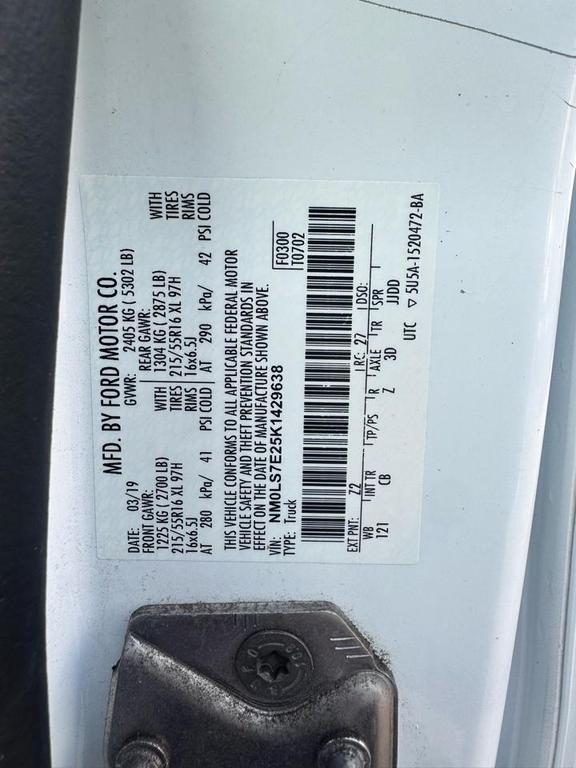 MFD. BY FORD MOTOR CO.
DATE: 03/19 GVWR: 2405 KG ( 5302 LB)
FRONT GAWR: REAR GAWR:
1225 KG ( 2700 LB) WITH 1304 KG ( 2875 LB) WITH
215/55R16 XL 97H TIRES 215/55R16 XL 97H TIRES
16x6.5J RIMS 16x6.5J RIMS
AT 280 kPa/ 41 PSI COLD AT 290 kPa/ 42 PSI COLD
THIS VEHICLE CONFORMS TO ALL APPLICABLE FEDERAL MOTOR
VEHICLE SAFETY AND THEFT PREVENTION STANDARDS IN
EFFECT ON THE DATE OF MANUFACTURE SHOWN ABOVE.
VIN: NM0LS7E25K1429638 F0300
TYPE: Truck T0702
EXT PNT: Z2 RC: 27 DSO:
WB INT TR TP/PS R AXLE TR SPR
121 CB Z 3D JJDD
UTC ▽ 5U5A-1520472-BA